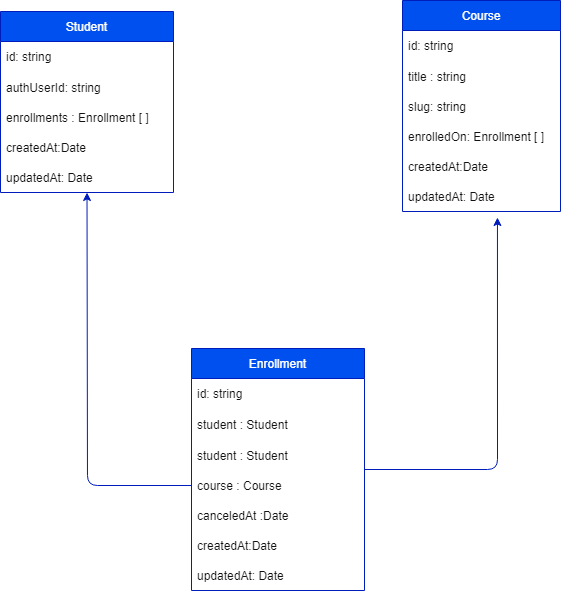 Student
id: string
authUserId: string
enrollments : Enrollment [ ]
createdAt:Date
updatedAt: Date
Course
id: string
title : string
slug: string
enrolledOn: Enrollment [ ]
createdAt:Date
updatedAt: Date
Enrollment
id: string
student : Student
student : Student
course : Course
canceledAt :Date
createdAt:Date
updatedAt: Date